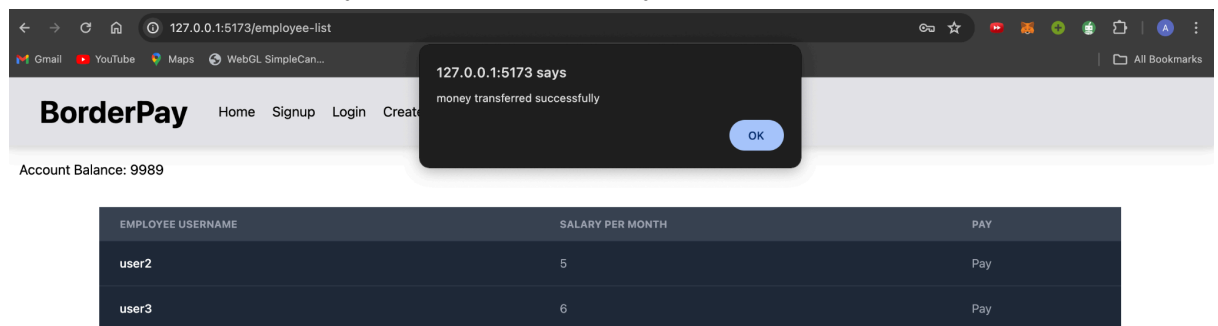 127.0.0.1:5173/employee-list
A
Gmail YouTube Maps WebGL SimpleCan... All Bookmarks
127.0.0.1:5173 says
money transferred successfully
OK
BorderPay Home Signup Login Create
Account Balance: 9989
EMPLOYEE USERNAME SALARY PER MONTH PAY
user2 5 Pay
user3 6 Pay